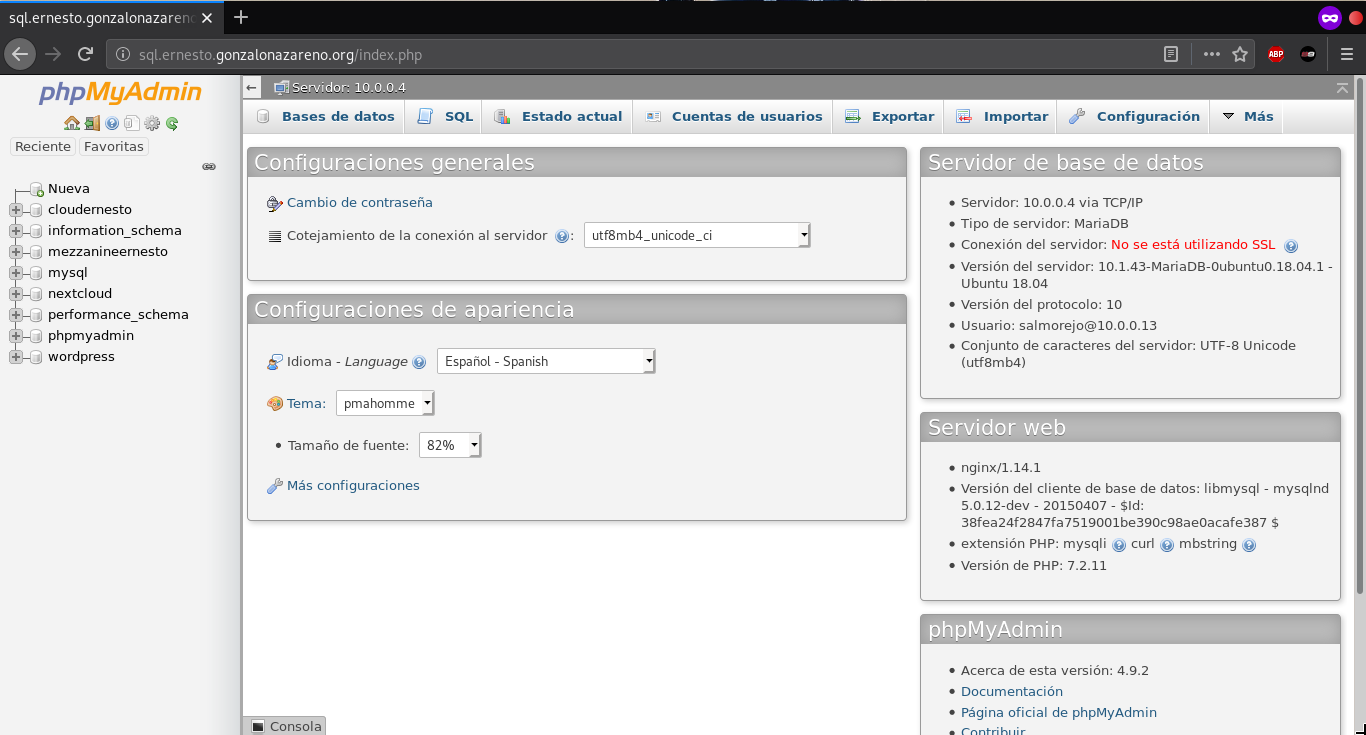 sql.ernesto.gonzalonazareno
sql.ernesto.gonzalonazareno.org/index.php
ABP
phpMyAdmin
Reciente
Favoritas
Nueva
cloudernesto
information_schema
mezzanineernesto
mysql
nextcloud
performance_schema
phpmyadmin
wordpress
Servidor: 10.0.0.4
Bases de datos
SQL
Estado actual
Cuentas de usuarios
Exportar
Importar
Configuración
Más
Configuraciones generales
Cambio de contraseña
Cotejamiento de la conexión al servidor : utf8mb4_unicode_ci
Configuraciones de apariencia
Idioma - Language Español - Spanish
Tema: pmahomme
• Tamaño de fuente: 82%
Más configuraciones
Servidor de base de datos
• Servidor: 10.0.0.4 via TCP/IP
• Tipo de servidor: MariaDB
• Conexión del servidor: No se está utilizando SSL
• Versión del servidor: 10.1.43-MariaDB-0ubuntu0.18.04.1 -
Ubuntu 18.04
• Versión del protocolo: 10
• Usuario: salmorejo@10.0.0.13
• Conjunto de caracteres del servidor: UTF-8 Unicode
(utf8mb4)
Servidor web
• nginx/1.14.1
• Versión del cliente de base de datos: libmysql - mysqlnd
5.0.12-dev - 20150407 - $Id:
38fea24f2847fa7519001be390c98ae0acafe387 $
• extensión PHP: mysqli curl mbstring
• Versión de PHP: 7.2.11
phpMyAdmin
• Acerca de esta versión: 4.9.2
• Documentación
• Página oficial de phpMyAdmin
• Contribuir
Consola